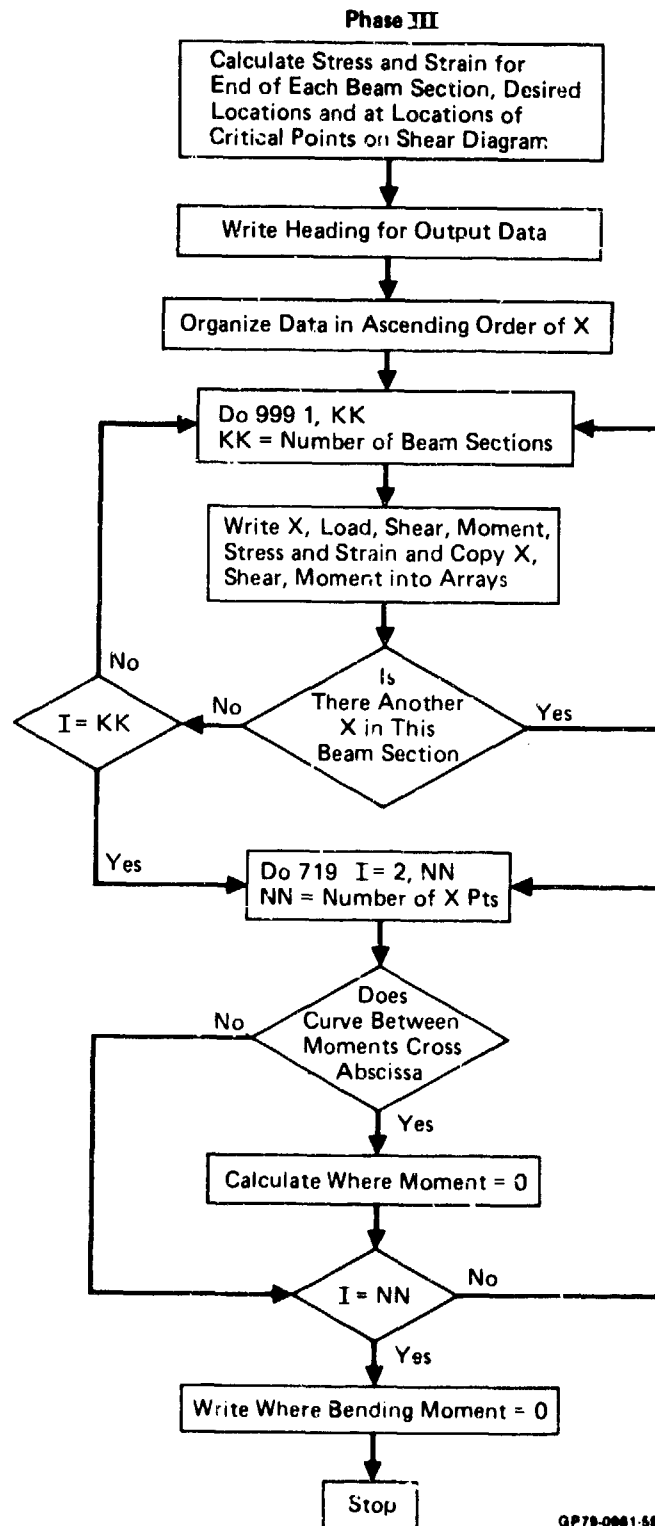 Phase III
Calculate Stress and Strain for
End of Each Beam Section, Desired
Locations and at Locations of
Critical Points on Shear Diagram
Write Heading for Output Data
Organize Data in Ascending Order of X
Do 999 1, KK
KK = Number of Beam Sections
Write X, Load, Shear, Moment,
Stress and Strain and Copy X,
Shear, Moment into Arrays
No
I = KK
No
Is
There Another
X in This
Beam Section
Yes
Yes
Do 719 I = 2, NN
NN = Number of X Pts
No
Does
Curve Between
Moments Cross
Abscissa
Yes
Calculate Where Moment = 0
I = NN
No
Yes
Write Where Bending Moment = 0
Stop